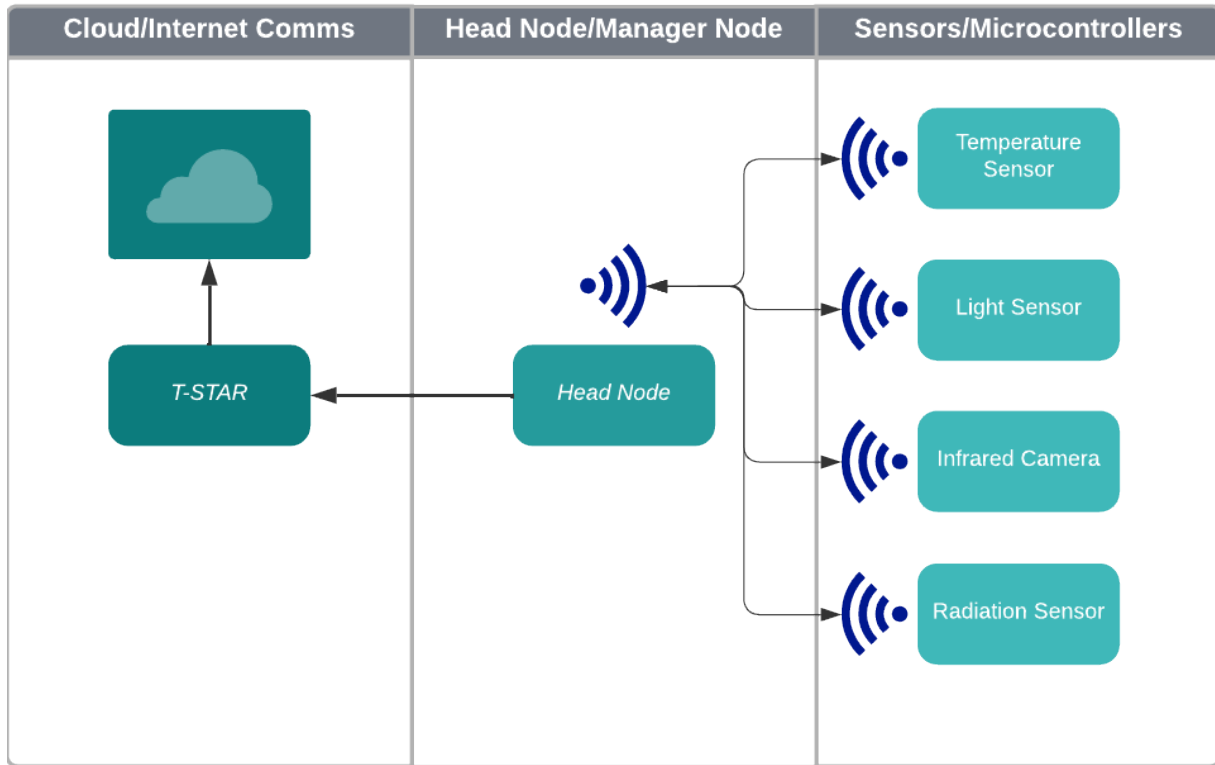 Cloud/Internet Comms
Head Node/Manager Node
Sensors/Microcontrollers
T-STAR
Head Node
Temperature
Sensor
Light Sensor
Infrared Camera
Radiation Sensor